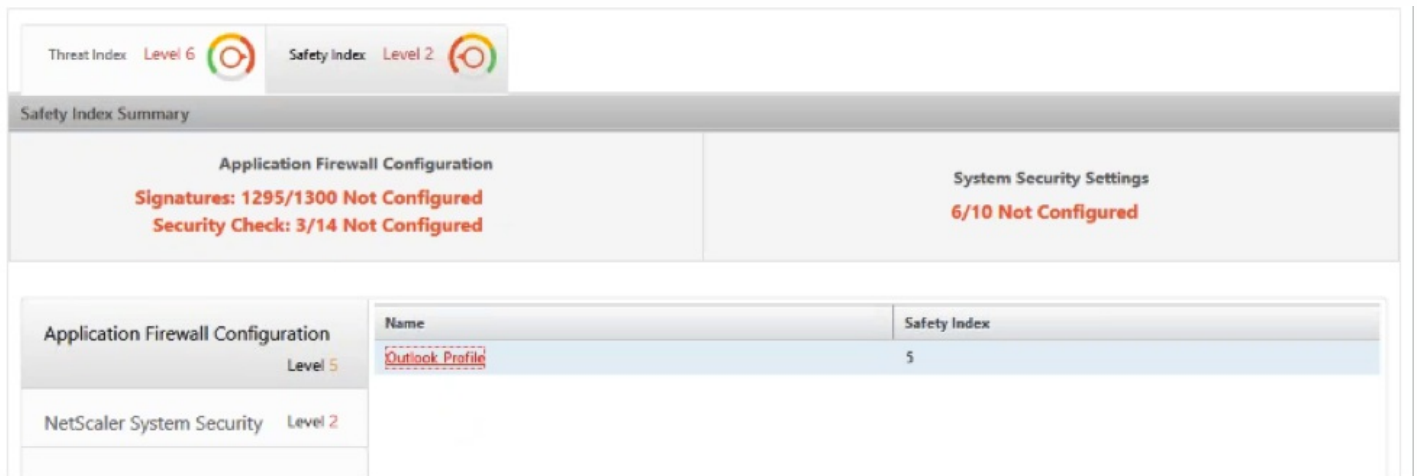 Threat Index Level 6 Safety Index Level 2
Safety Index Summary
Application Firewall Configuration
Signatures: 1295/1300 Not Configured
Security Check: 3/14 Not Configured
System Security Settings
6/10 Not Configured
Application Firewall Configuration
Level 5
NetScaler System Security Level 2
Name Safety Index
Outlook Profile 5